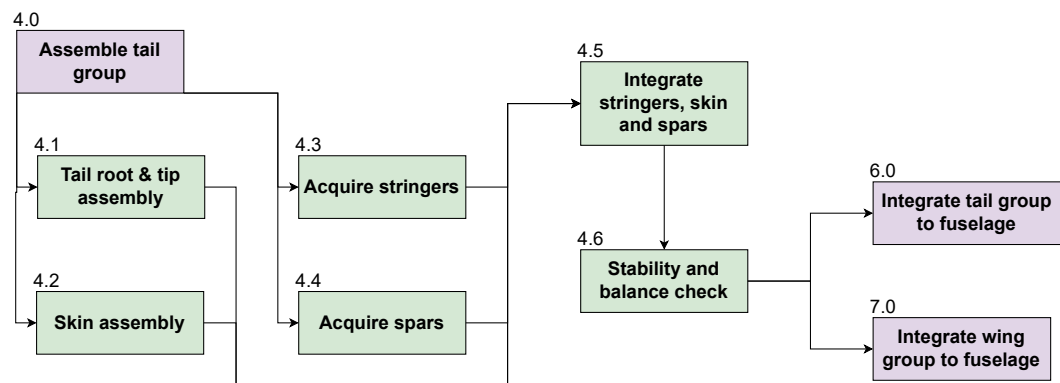 4.0
Assemble tail
group
4.1
Tail root & tip
assembly
4.2
Skin assembly
4.3
Acquire stringers
4.4
Acquire spars
4.5
Integrate
stringers, skin
and spars
4.6
Stability and
balance check
6.0
Integrate tail group
to fuselage
7.0
Integrate wing
group to fuselage